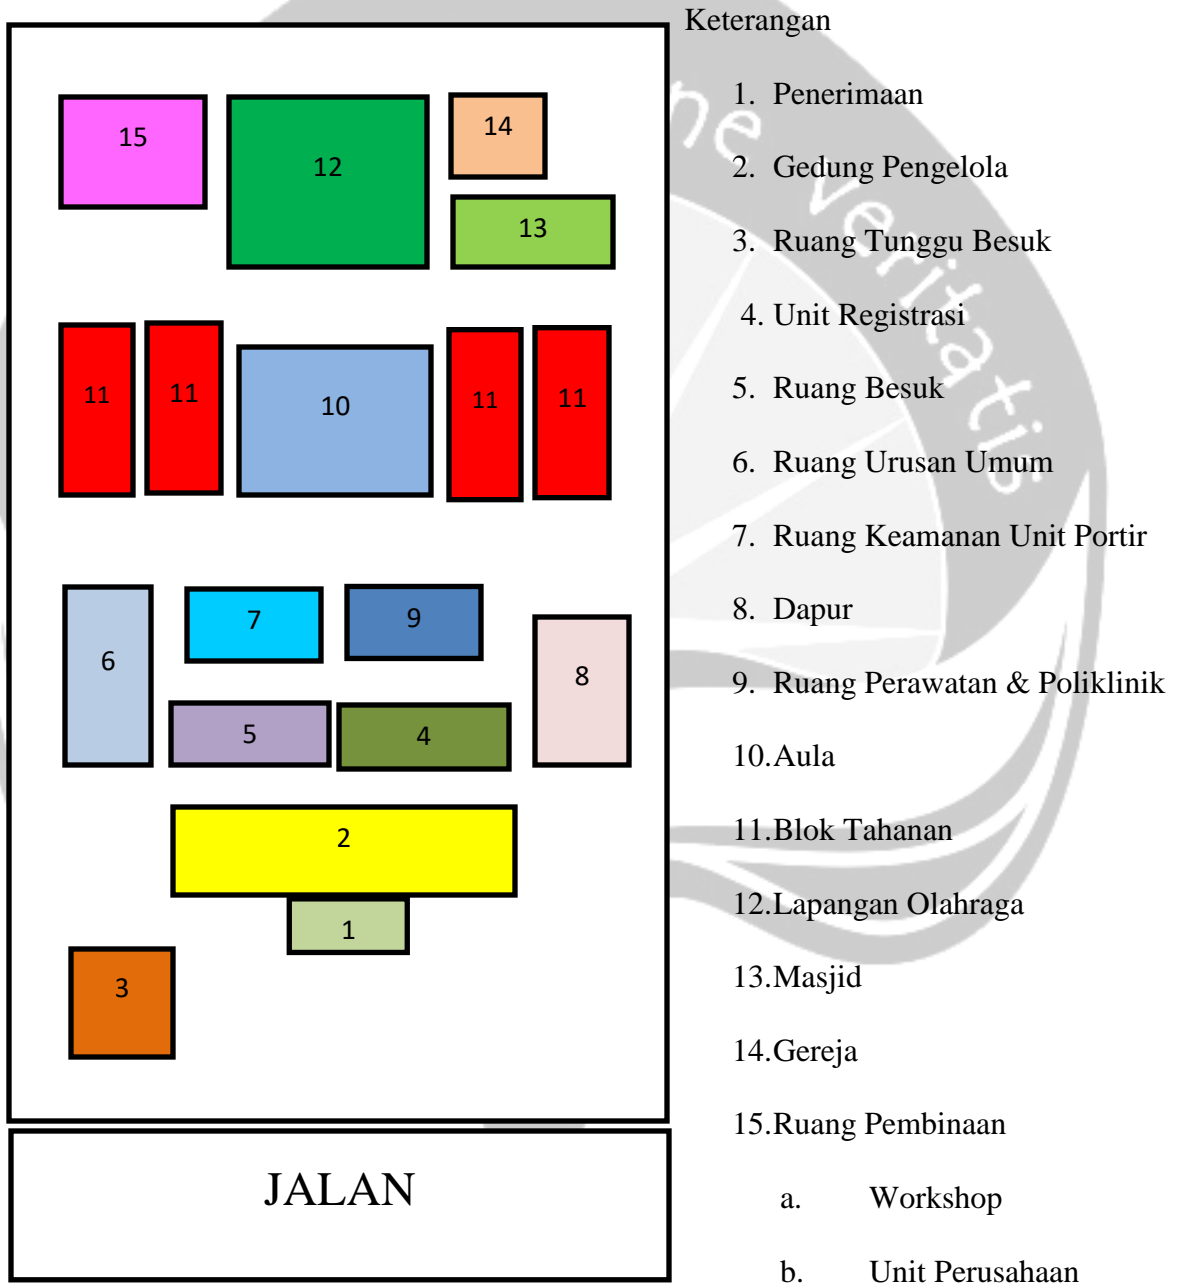 Keterangan
1. Penerimaan
2. Gedung Pengelola
3. Ruang Tunggu Besuk
4. Unit Registrasi
5. Ruang Besuk
6. Ruang Urusan Umum
7. Ruang Keamanan Unit Portir
8. Dapur
9. Ruang Perawatan & Poliklinik
10.Aula
11.Blok Tahanan
12.Lapangan Olahraga
13.Masjid
14.Gereja
15.Ruang Pembinaan
a. Workshop
b. Unit Perusahaan
15
12
14
13
11
11
10
11
11
6
7
9
8
5
4
2
1
3
JALAN
ne veritatis